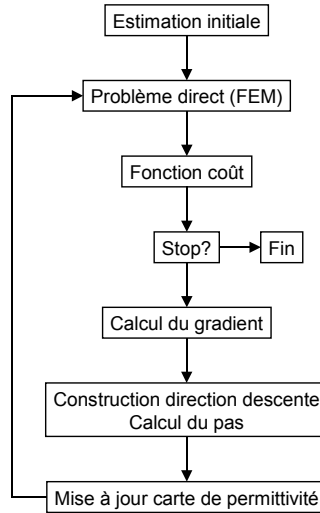 Estimation initiale
Problème direct (FEM)
Fonction coût
Stop?
Fin
Calcul du gradient
Construction direction descente
Calcul du pas
Mise à jour carte de permittivité